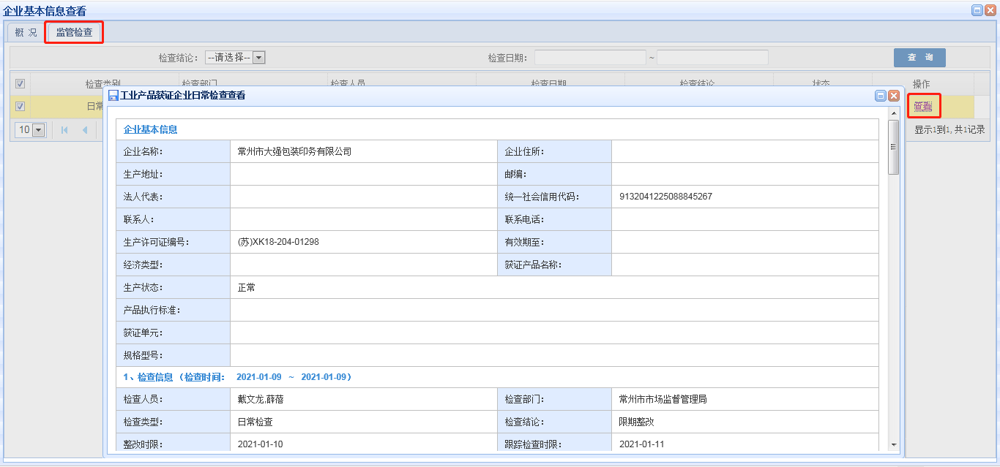 企业基本信息查看
概 况 监管检查
检查结论: --请选择-- 检查日期: ~ 查 询
检查类别 检查部门 检查人员 检查日期 检查结论 状态 操作
日常 查看
10 显示1到1, 共1记录
工业产品获证企业日常检查查看
企业基本信息
企业名称: 常州市大强包装印务有限公司 企业住所:
生产地址: 邮编:
法人代表: 统一社会信用代码: 9132041225088845267
联系人: 联系电话:
生产许可证编号: (苏)XK18-204-01298 有效期至:
经济类型: 获证产品名称:
生产状态: 正常
产品执行标准:
获证单元:
规格型号:
1、检查信息 (检查时间: 2021-01-09 ~ 2021-01-09)
检查人员: 戴文龙,薛蓓 检查部门: 常州市市场监督管理局
检查类型: 日常检查 检查结论: 限期整改
整改时限: 2021-01-10 跟踪检查时限: 2021-01-11